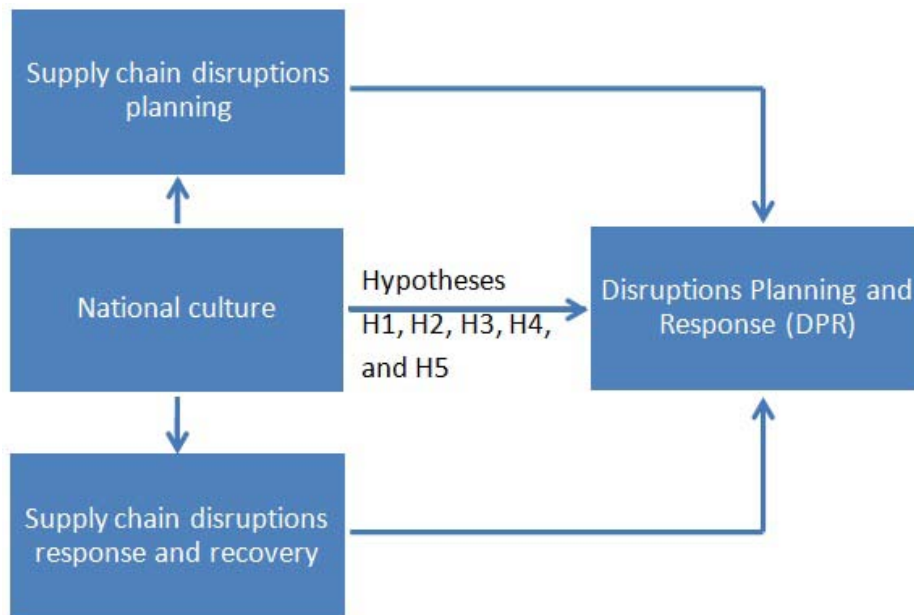 Supply chain disruptions
planning
National culture
Hypotheses
H1, H2, H3, H4,
and H5
Disruptions Planning and
Response (DPR)
Supply chain disruptions
response and recovery